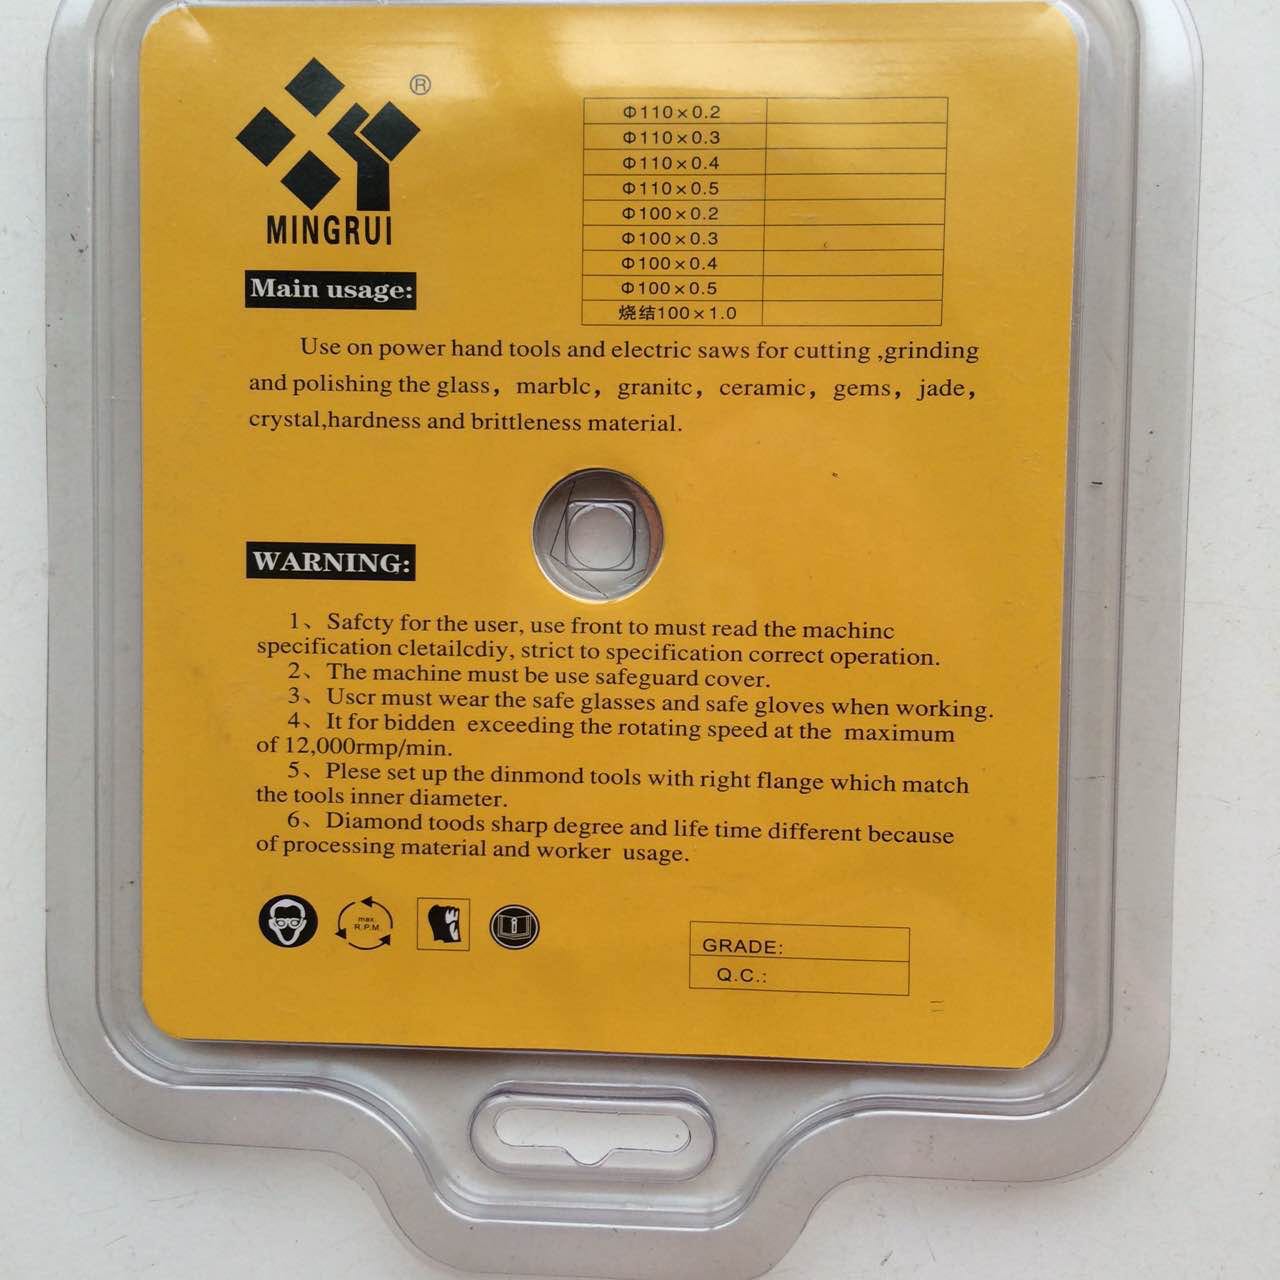 ®
MINGRUI
Φ110×0.2
Φ110×0.3
Φ110×0.4
Φ110×0.5
Φ100×0.2
Φ100×0.3
Φ100×0.4
Φ100×0.5
烧结100×1.0
Main usage:
Use on power hand tools and electric saws for cutting ,grinding
and polishing the glass, marblc, granitc, ceramic, gems, jade,
crystal,hardness and brittleness material.
WARNING:
1、Safcty for the user, use front to must read the machinc
specification cletailcdiy, strict to specification correct operation.
2、The machine must be use safeguard cover.
3、Uscr must wear the safe glasses and safe gloves when working.
4、It for bidden exceeding the rotating speed at the maximum
of 12,000rmp/min.
5、Plese set up the dinmond tools with right flange which match
the tools inner diameter.
6、Diamond toods sharp degree and life time different because
of processing material and worker usage.
max.
R.P.M.
i
GRADE:
Q.C.: